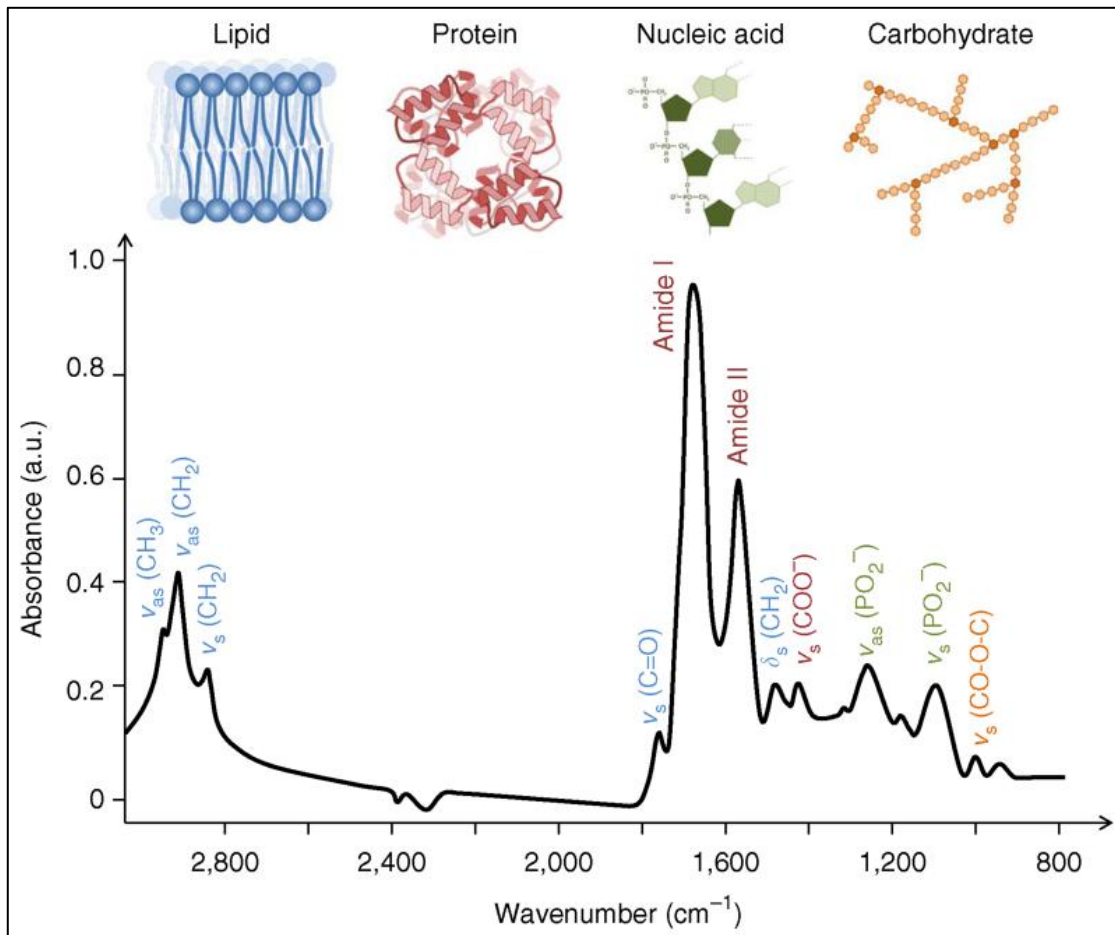 Lipid
Protein
Nucleic acid
Carbohydrate
1.0
0.8
0.6
0.4
0.2
0
Absorbance (a.u.)
νas (CH3)
νas (CH2)
νs (CH2)
νs (C=O)
Amide I
Amide II
δs (CH2)
νs (COO−)
νas (PO2−)
νs (PO2−)
νs (CO-O-C)
2,800
2,400
2,000
1,600
1,200
800
Wavenumber (cm−1)